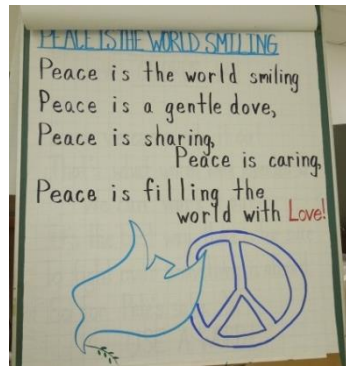 PEACE IS THE WORLD SMILING
Peace is the world smiling
Peace is a gentle dove,
Peace is sharing,
Peace is caring,
Peace is filling the
world with Love!